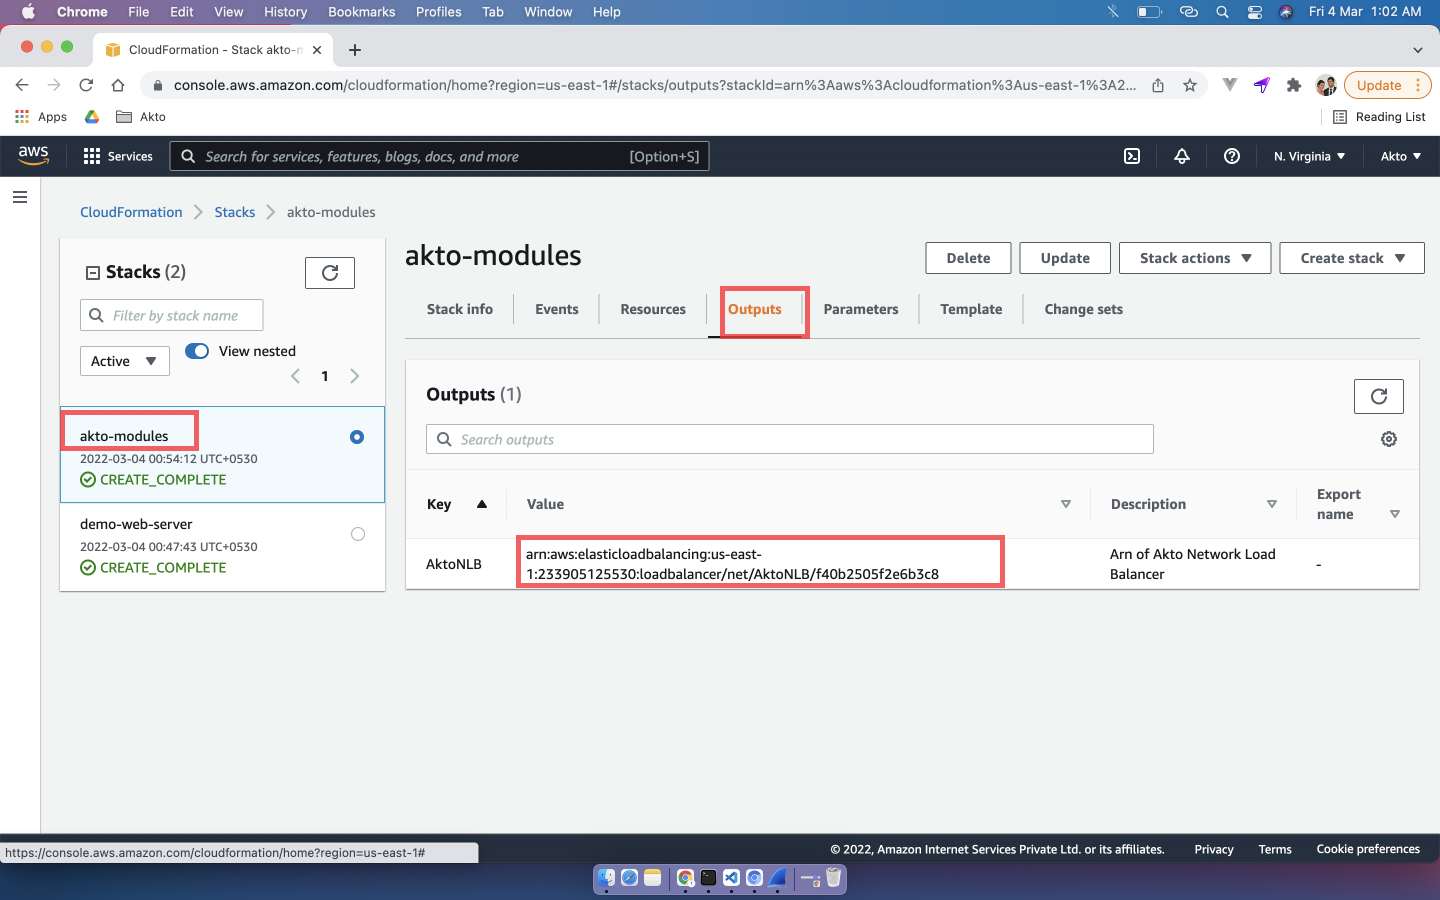 Chrome File Edit View History Bookmarks Profiles Tab Window Help Fri 4 Mar 1:02 AM
CloudFormation - Stack akto-m
console.aws.amazon.com/cloudformation/home?region=us-east-1#/stacks/outputs?stackId=arn%3Aaws%3Acloudformation%3Aus-east-1%3A2... Update
Apps Akto Reading List
aws Services Search for services, features, blogs, docs, and more [Option+S] N. Virginia Akto
CloudFormation Stacks akto-modules
Stacks (2)
Filter by stack name
Active View nested
1
akto-modules
2022-03-04 00:54:12 UTC+0530
CREATE_COMPLETE
demo-web-server
2022-03-04 00:47:43 UTC+0530
CREATE_COMPLETE
akto-modules Delete Update Stack actions Create stack
Stack info Events Resources Outputs Parameters Template Change sets
Outputs (1)
Search outputs
Key Value Description Export
name
AktoNLB arn:aws:elasticloadbalancing:us-east-
1:233905125530:loadbalancer/net/AktoNLB/f40b2505f2e6b3c8
Arn of Akto Network Load
Balancer
-
© 2022, Amazon Internet Services Private Ltd. or its affiliates. Privacy Terms Cookie preferences
https://console.aws.amazon.com/cloudformation/home?region=us-east-1#